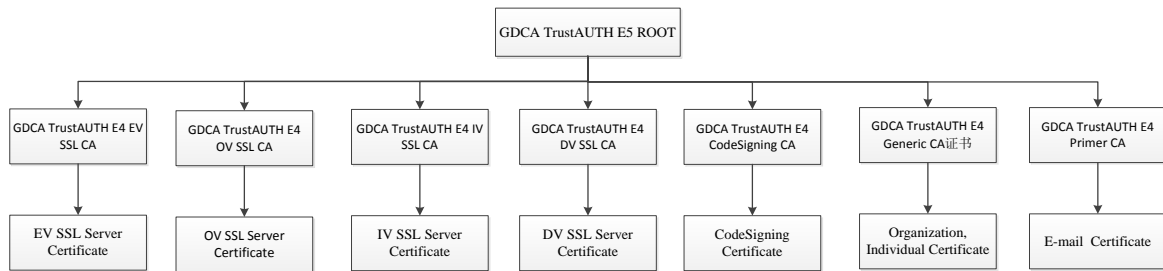 GDCA TrustAUTH E5 ROOT
GDCA TrustAUTH E4 EV
SSL CA
GDCA TrustAUTH E4
OV SSL CA
GDCA TrustAUTH E4 IV
SSL CA
GDCA TrustAUTH E4
DV SSL CA
GDCA TrustAUTH E4
CodeSigning CA
GDCA TrustAUTH E4
Generic CA证书
GDCA TrustAUTH E4
Primer CA
EV SSL Server
Certificate
OV SSL Server
Certificate
IV SSL Server
Certificate
DV SSL Server
Certificate
CodeSigning
Certificate
Organization,
Individual Certificate
E-mail Certificate